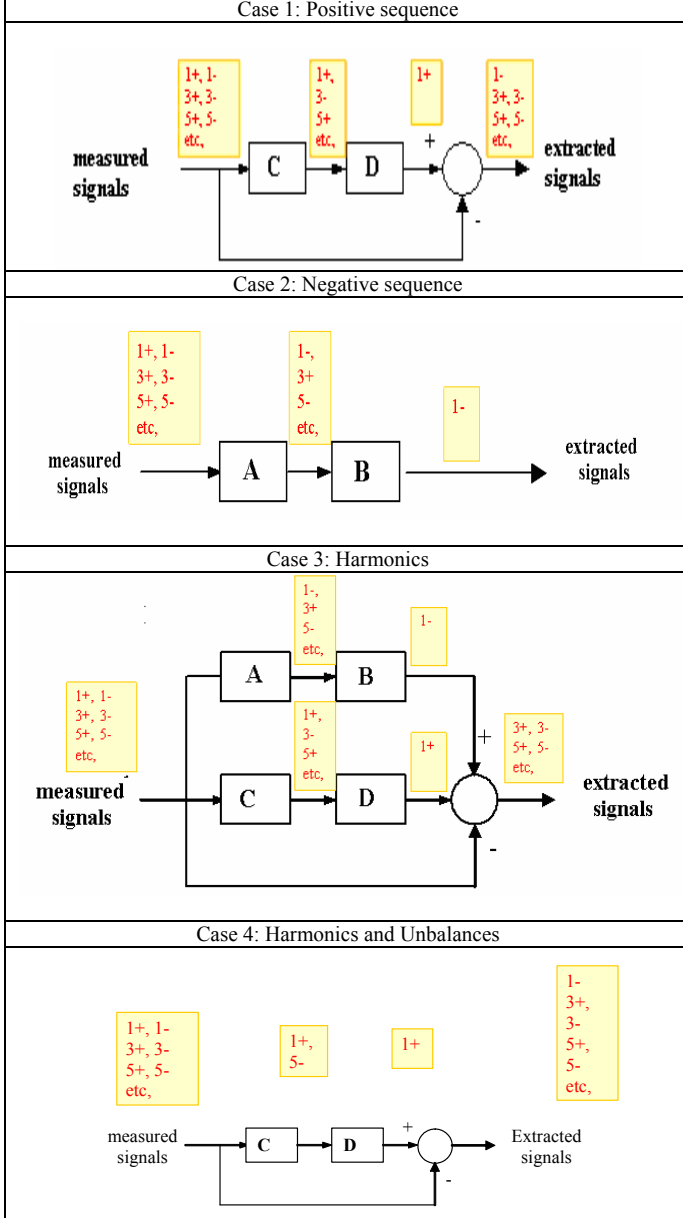 Case 1: Positive sequence
1+, 1-
3+, 3-
5+, 5-
etc,
1+,
3-
5+
etc,
1+
1-
3+, 3-
5+, 5-
etc,
measured
signals
C
D
+
-
extracted
signals
Case 2: Negative sequence
1+, 1-
3+, 3-
5+, 5-
etc,
1-,
3+
5-
etc,
1-
measured
signals
A
B
extracted
signals
Case 3: Harmonics
1-,
3+
5-
etc,
1-
A
B
1+, 1-
3+, 3-
5+, 5-
etc,
1+,
3-
5+
etc,
1+
+
3+, 3-
5+, 5-
etc,
measured
signals
C
D
-
extracted
signals
Case 4: Harmonics and Unbalances
1+, 1-
3+, 3-
5+, 5-
etc,
1+,
5-
1+
1-
3+,
3-
5+,
5-
etc,
measured
signals
C
D
+
-
Extracted
signals